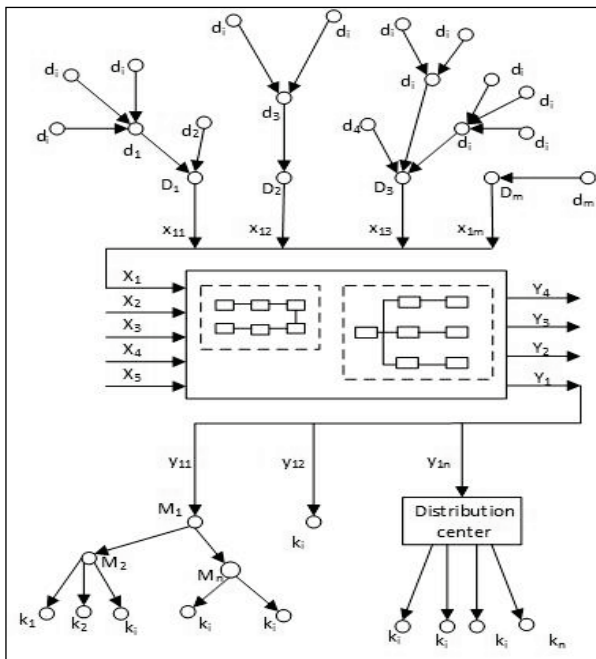 dᵢ dᵢ dᵢ dᵢ
dᵢ dᵢ dᵢ dᵢ
dᵢ d₁ d₂ d₃ d₄ dᵢ dᵢ
D₁ D₂ D₃ Dₘ dₘ
x₁₁ x₁₂ x₁₃ x₁ₘ
X₁ Y₄
X₂ Y₃
X₃ Y₂
X₄ Y₁
X₅
y₁₁ y₁₂ y₁ₙ
M₁ Distribution
center
kᵢ
M₂ Mₙ
k₁ k₂ kᵢ kᵢ kᵢ kᵢ kᵢ kᵢ kₙ